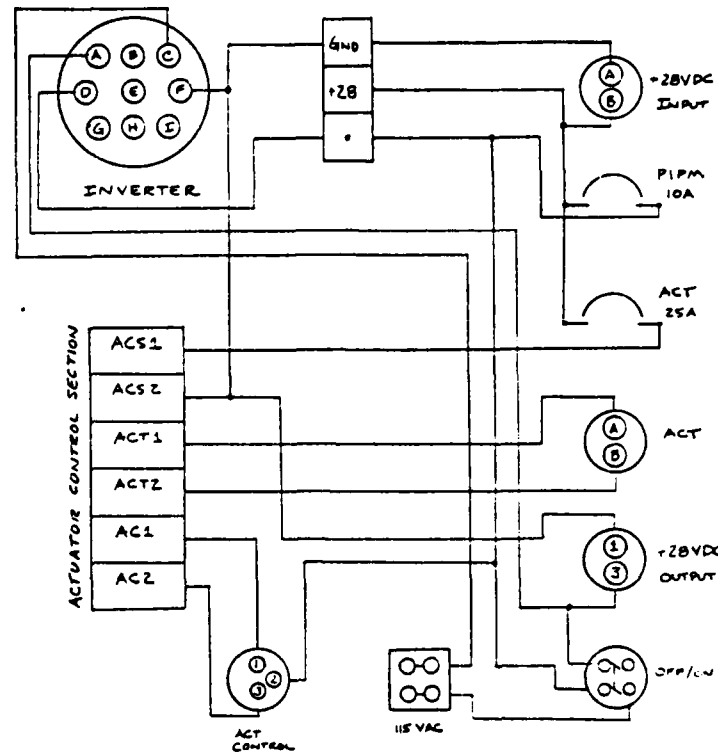 A B C
D E F
G H I
INVERTER
GND
+28
A
B
+28VDC
INPUT
PIPM
10A
ACT
25A
ACTUATOR CONTROL SECTION
ACS1
ACS2
ACT1
ACT2
AC1
AC2
A
B
ACT
1
3
+28VDC
OUTPUT
1
2
3
ACT
CONTROL
115 VAC
OFF/ON